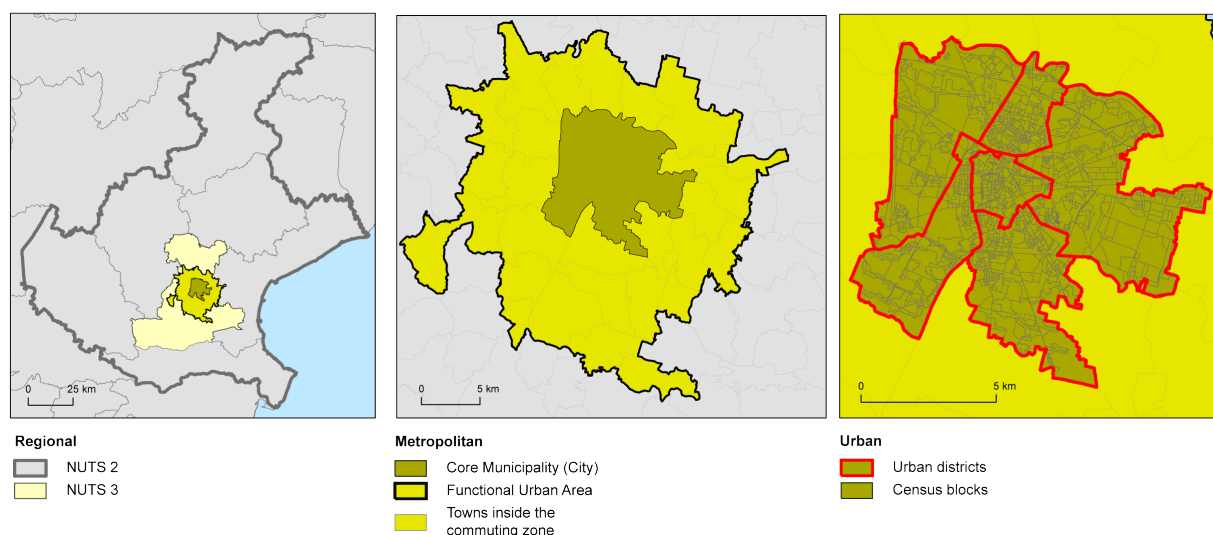 0 25 km
0 5 km
0 5 km
Regional
NUTS 2
NUTS 3
Metropolitan
Core Municipality (City)
Functional Urban Area
Towns inside the
commuting zone
Urban
Urban districts
Census blocks